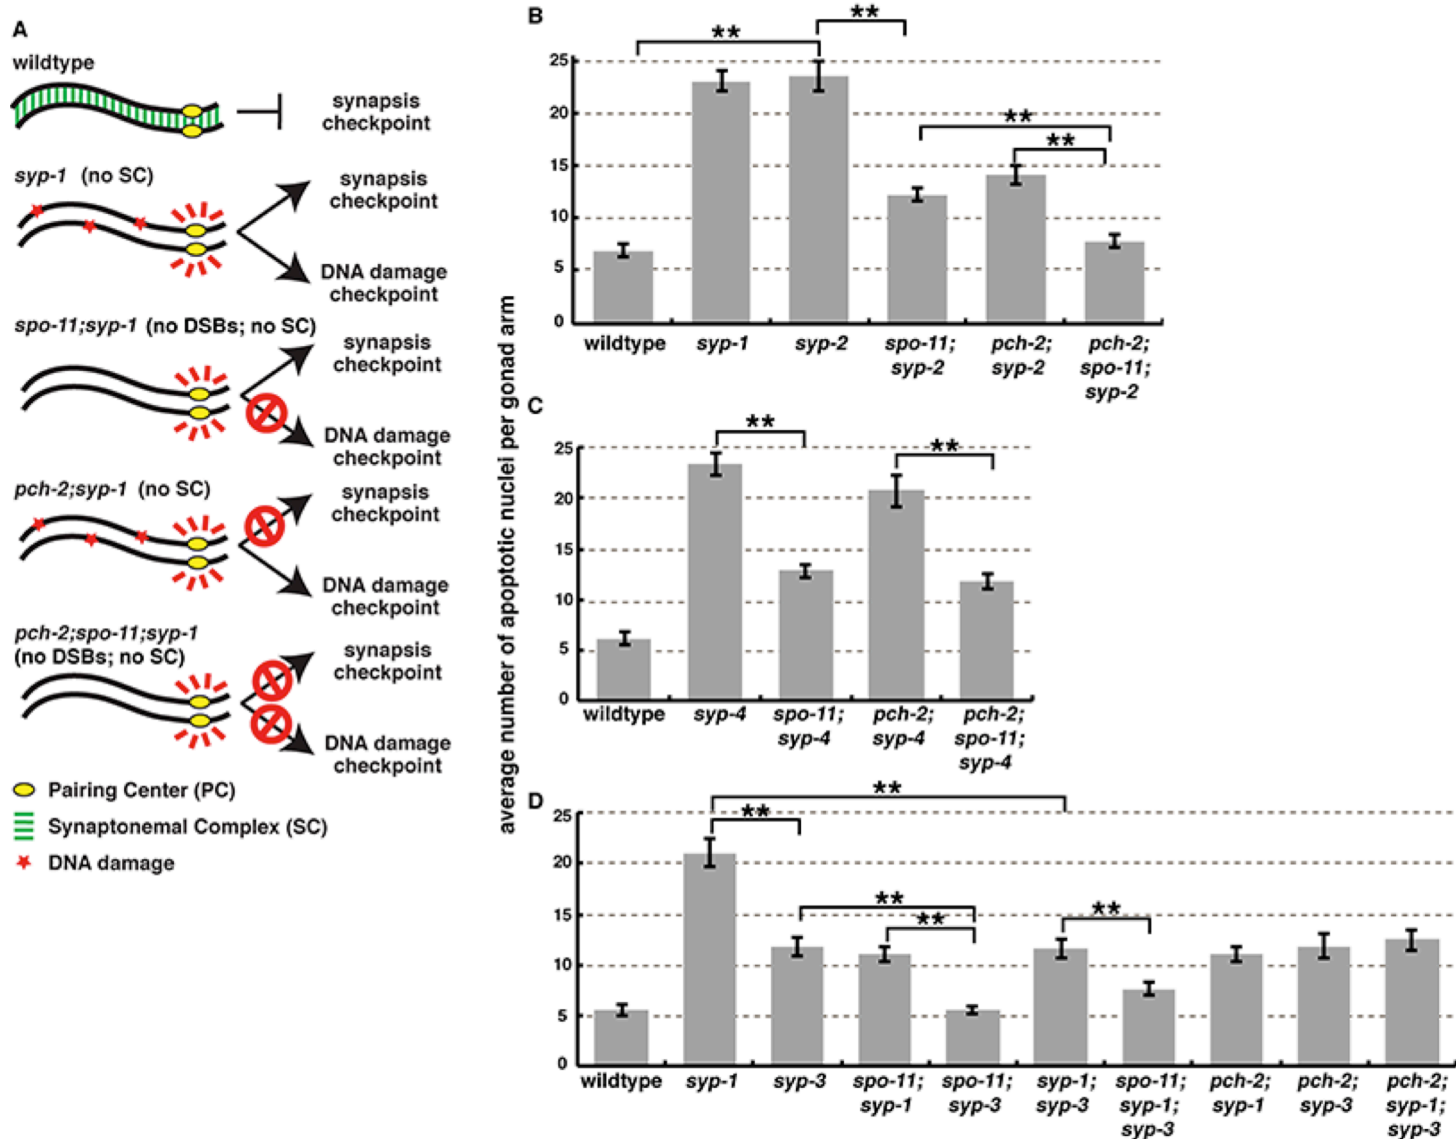 A
wildtype
synapsis
checkpoint
syp-1 (no SC)
synapsis
checkpoint
DNA damage
checkpoint
spo-11;syp-1 (no DSBs; no SC)
synapsis
checkpoint
DNA damage
checkpoint
pch-2;syp-1 (no SC)
synapsis
checkpoint
DNA damage
checkpoint
pch-2;spo-11;syp-1
(no DSBs; no SC)
synapsis
checkpoint
DNA damage
checkpoint
Pairing Center (PC)
Synaptonemal Complex (SC)
DNA damage
average number of apoptotic nuclei per gonad arm
B
**
**
**
**
25
20
15
10
5
0
wildtype
syp-1
syp-2
spo-11;
syp-2
pch-2;
syp-2
pch-2;
spo-11;
syp-2
C
**
**
25
20
15
10
5
0
wildtype
syp-4
spo-11;
syp-4
pch-2;
syp-4
pch-2;
spo-11;
syp-4
D
**
**
**
**
**
25
20
15
10
5
0
wildtype
syp-1
syp-3
spo-11;
syp-1
spo-11;
syp-3
syp-1;
syp-3
spo-11;
syp-1;
syp-3
pch-2;
syp-1
pch-2;
syp-3
pch-2;
syp-1;
syp-3